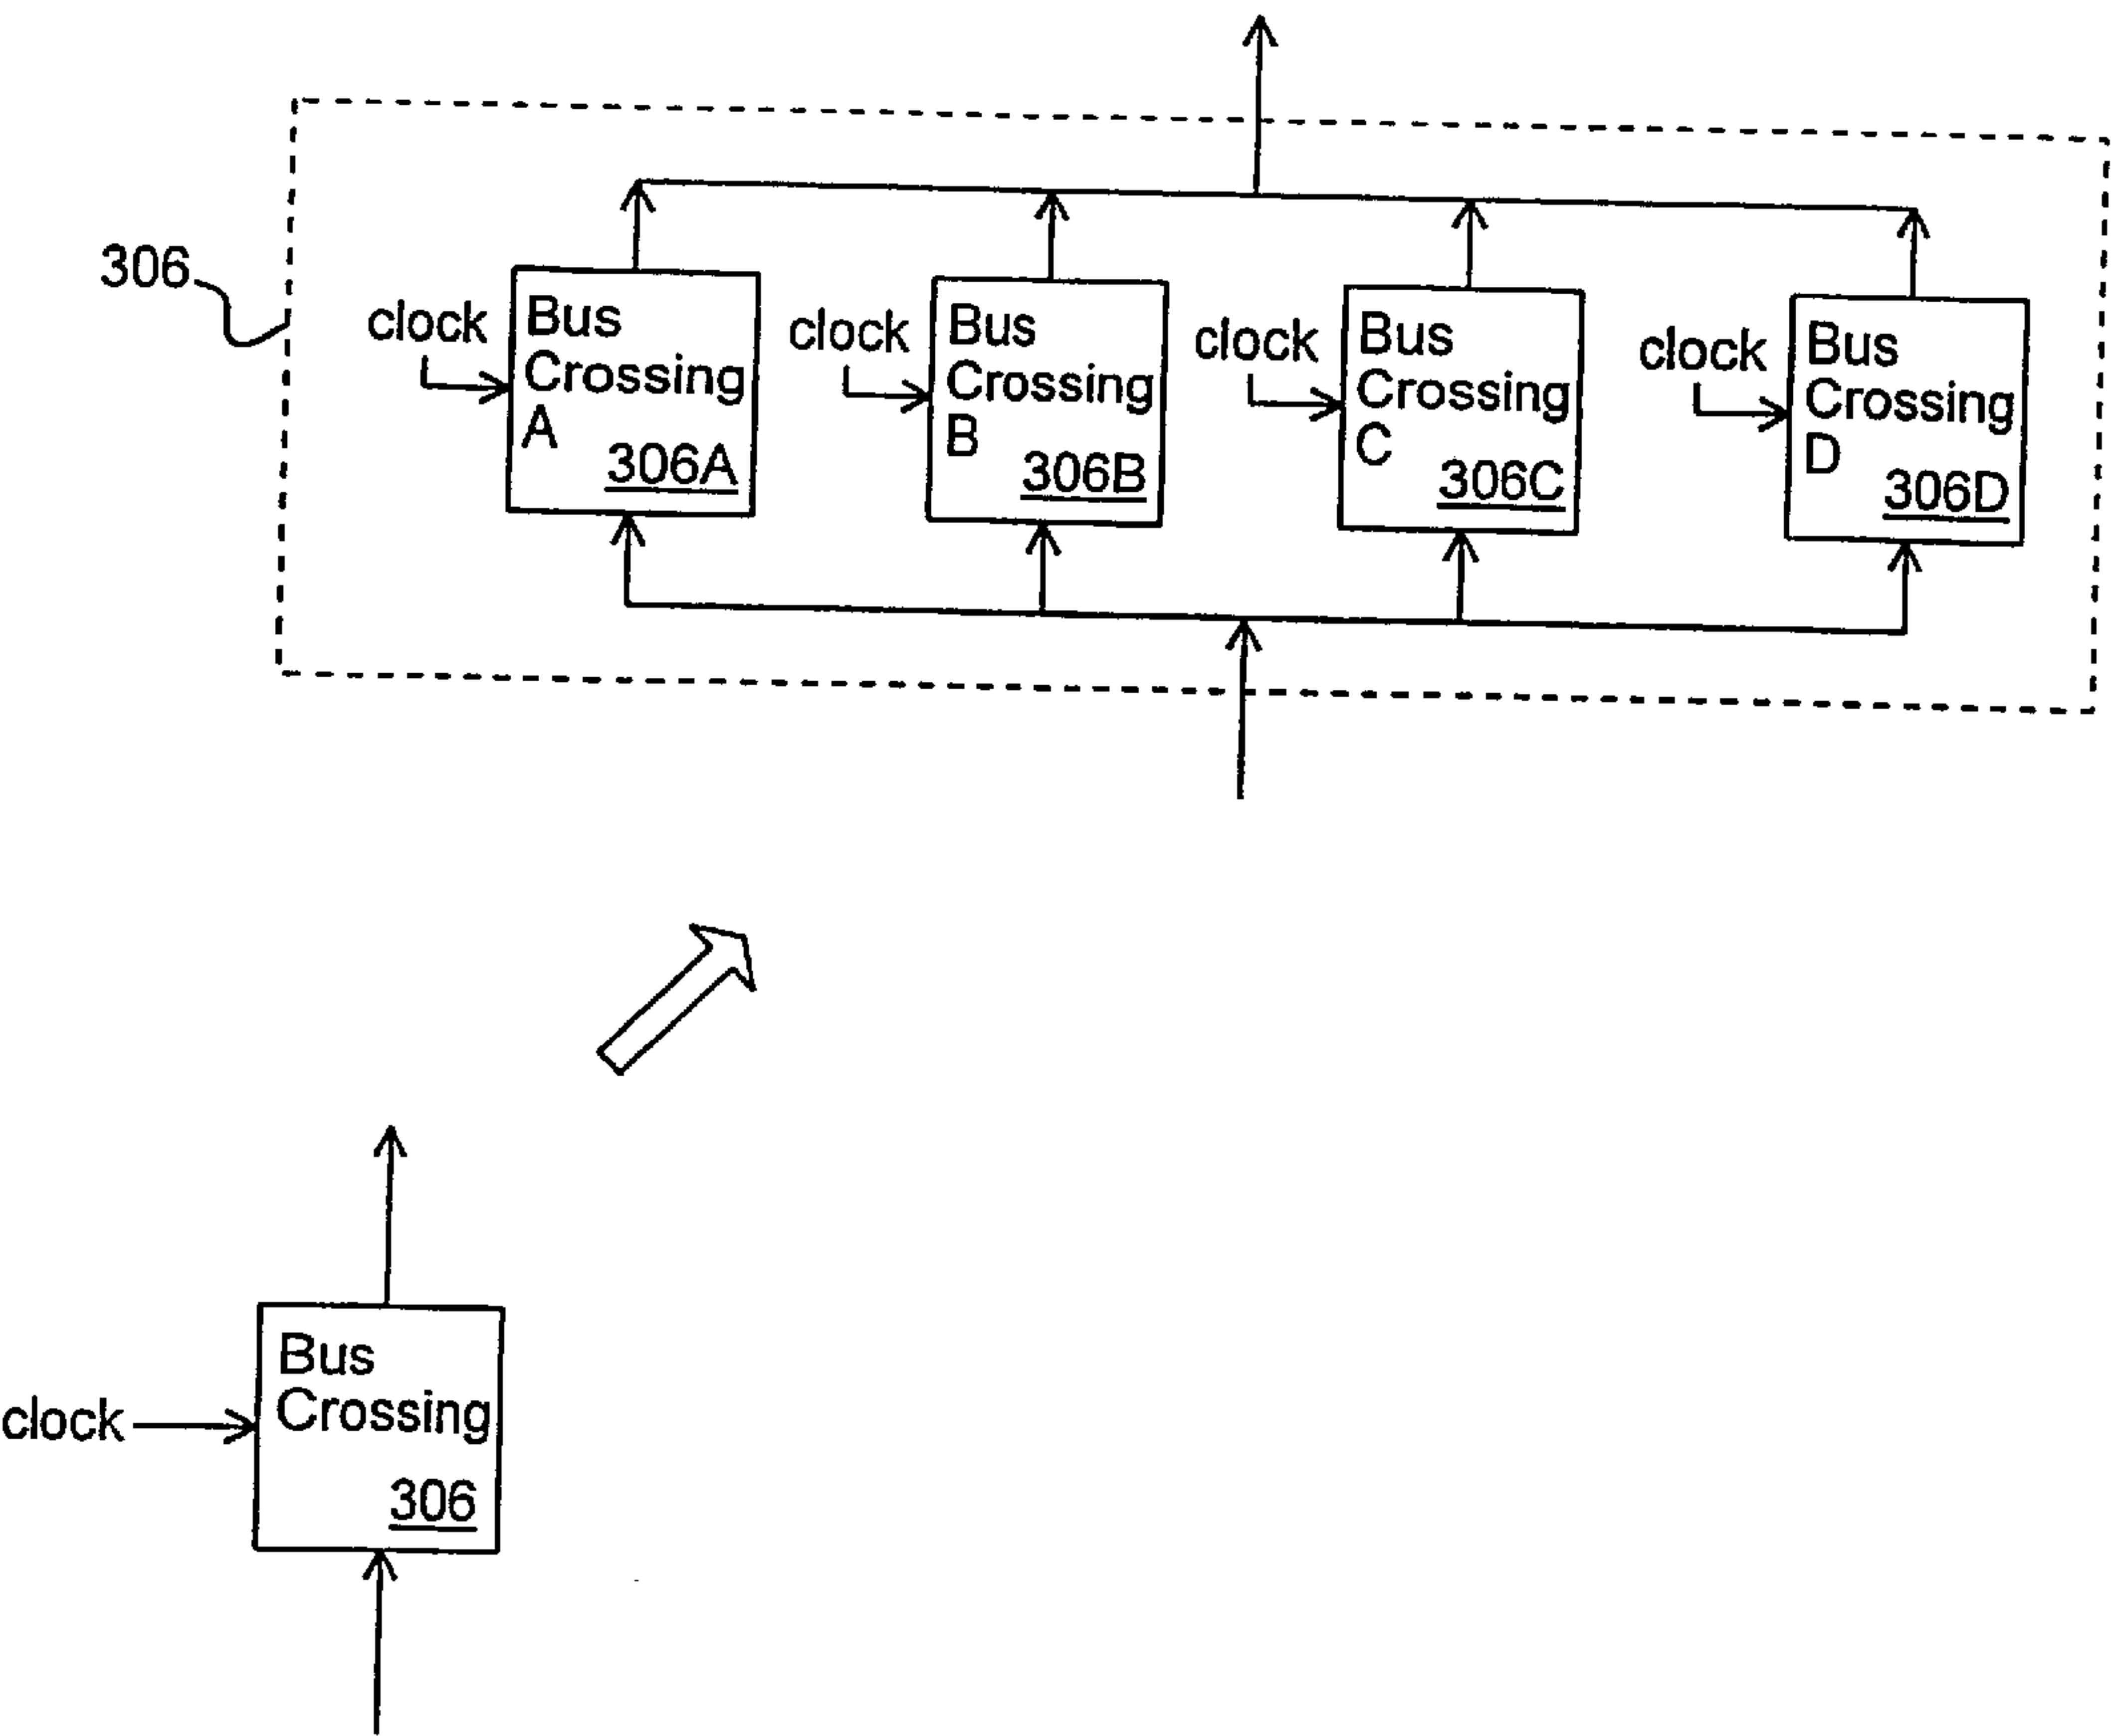 306
clock
Bus
Crossing
A
306A
clock
Bus
Crossing
B
306B
clock
Bus
Crossing
C
306C
clock
Bus
Crossing
D
306D
clock
Bus
Crossing
306